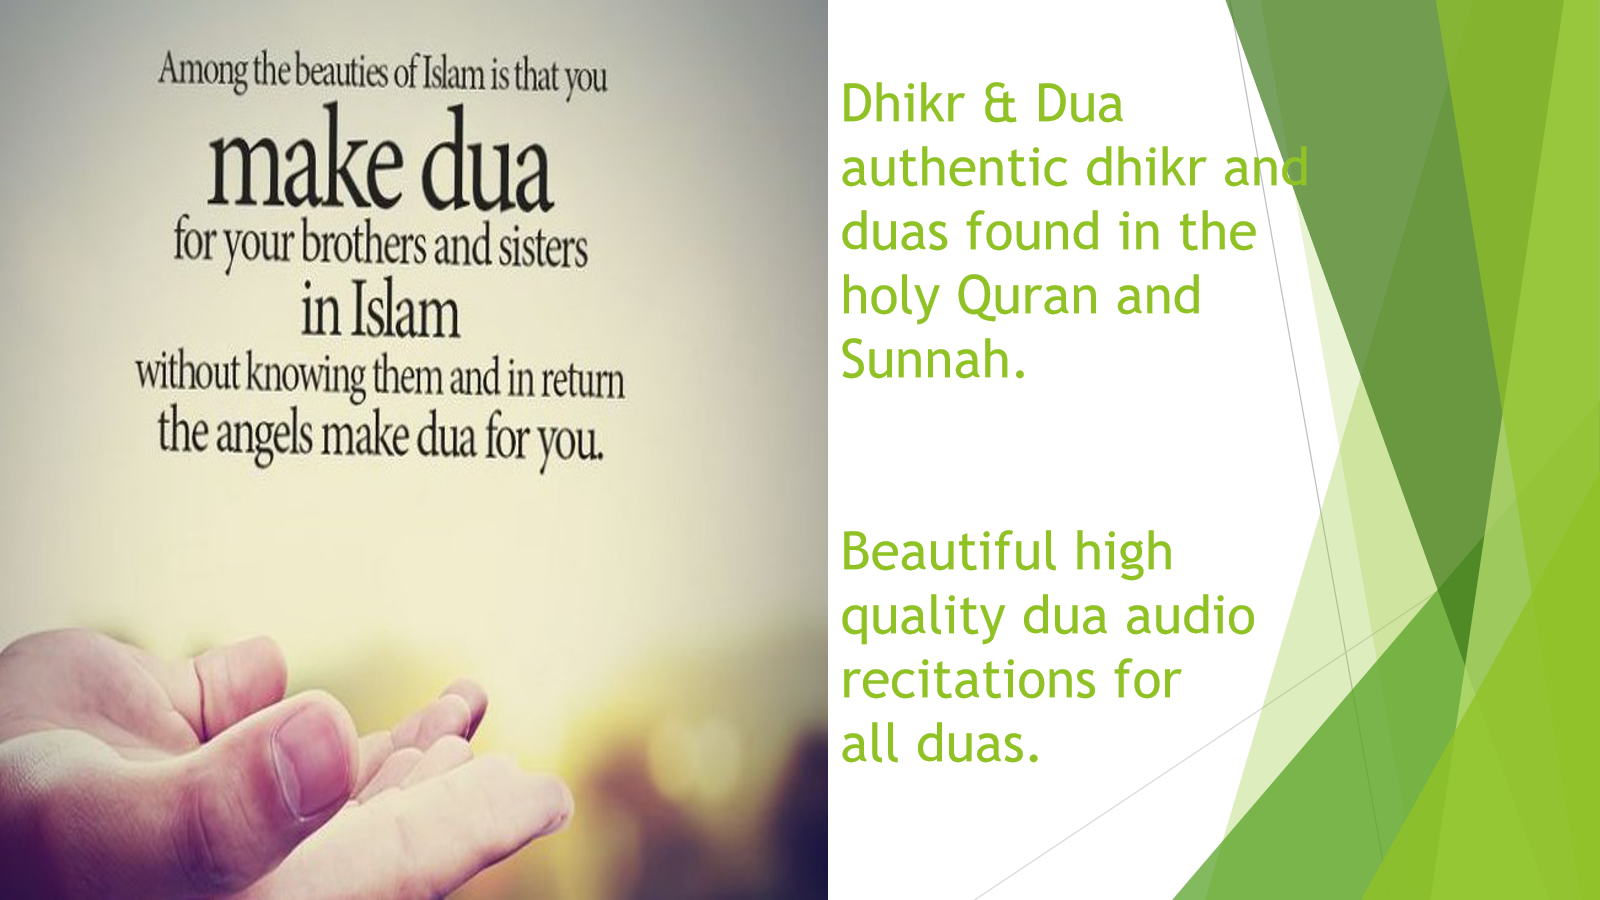 Among the beauties of Islam is that you
make dua
for your brothers and sisters
in Islam
without knowing them and in return
the angels make dua for you.
Dhikr & Dua
authentic dhikr and
duas found in the
holy Quran and
Sunnah.
Beautiful high
quality dua audio
recitations for
all duas.